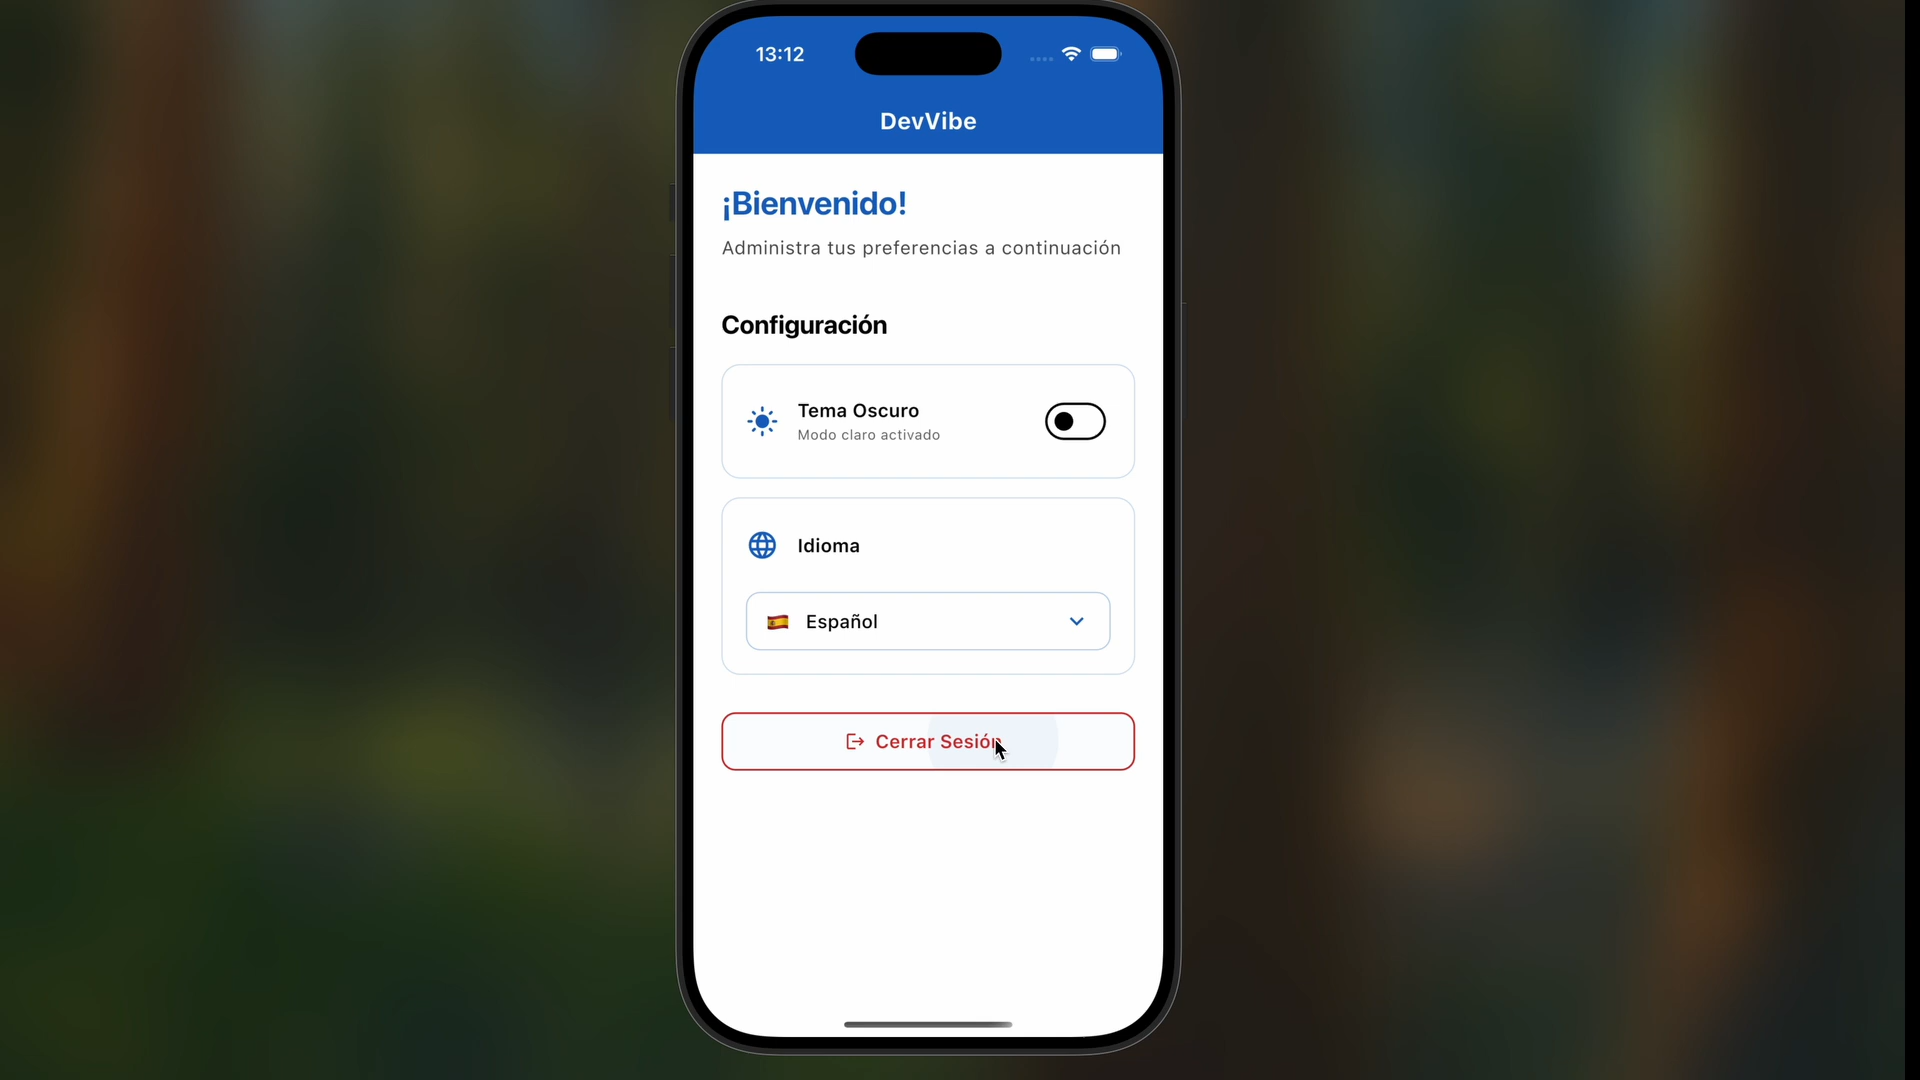 13:12
DevVibe
¡Bienvenido!
Administra tus preferencias a continuación
Configuración
Tema Oscuro
Modo claro activado
Idioma
Español
Cerrar Sesión